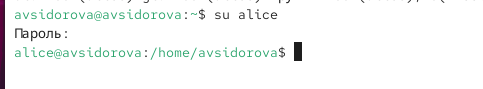 avsidorova@avsidorova:~$ su alice
Пароль:
alice@avsidorova:/home/avsidorova$